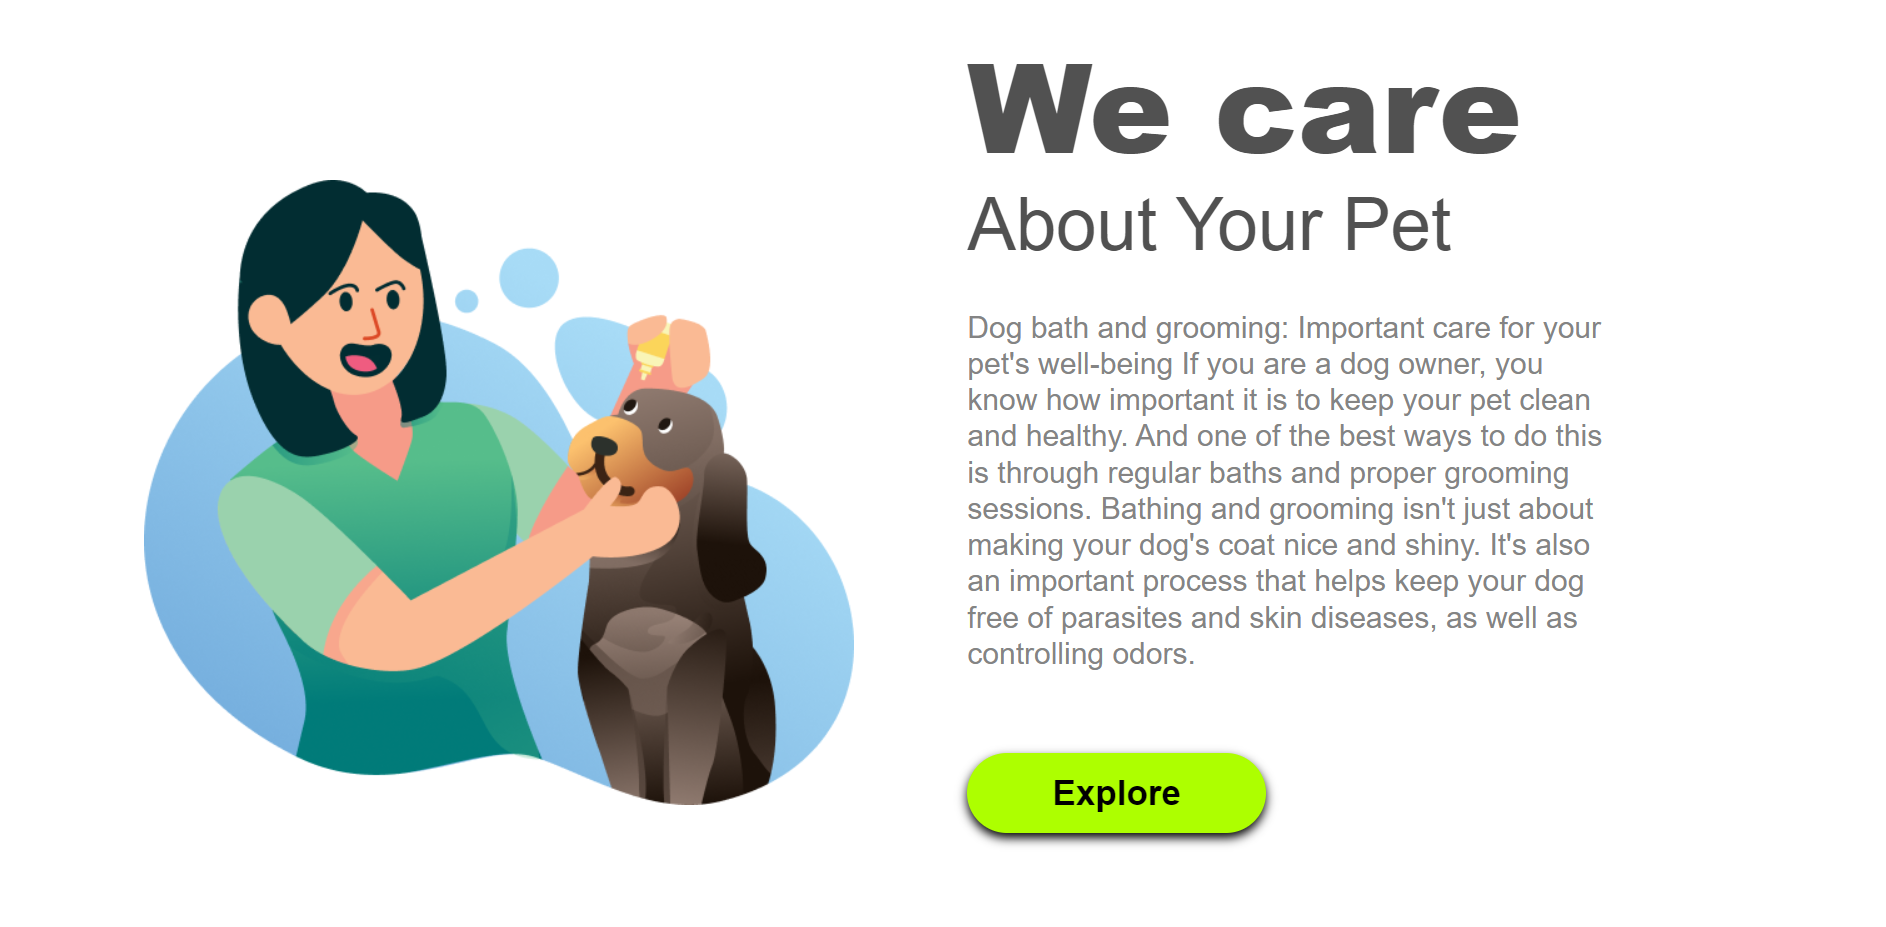 We care
About Your Pet
Dog bath and grooming: Important care for your
pet's well-being If you are a dog owner, you
know how important it is to keep your pet clean
and healthy. And one of the best ways to do this
is through regular baths and proper grooming
sessions. Bathing and grooming isn't just about
making your dog's coat nice and shiny. It's also
an important process that helps keep your dog
free of parasites and skin diseases, as well as
controlling odors.
Explore